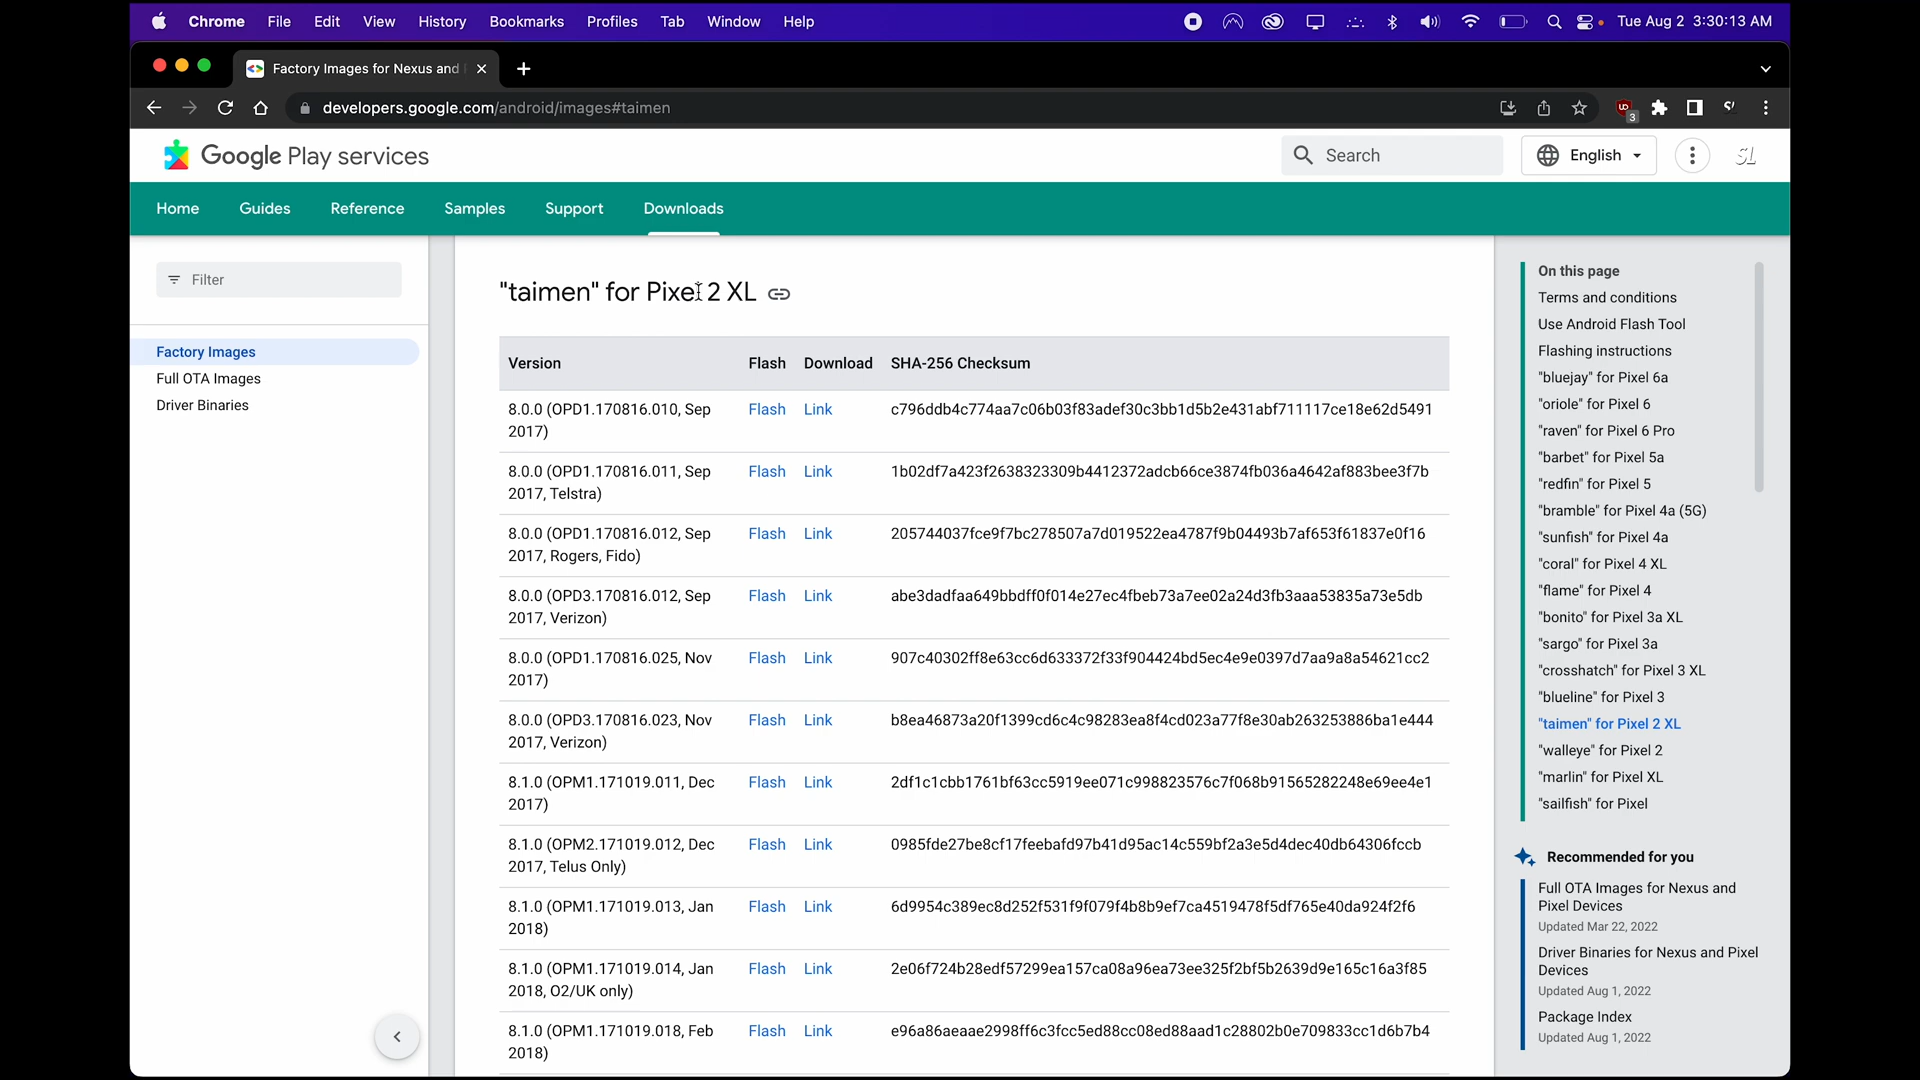 Chrome File Edit View History Bookmarks Profiles Tab Window Help Tue Aug 2 3:30:13 AM
Factory Images for Nexus and
developers.google.com/android/images#taimen
3
Google Play services Search English SL
Home Guides Reference Samples Support Downloads
Filter
Factory Images
Full OTA Images
Driver Binaries
"taimen" for Pixel 2 XL
Version Flash Download SHA-256 Checksum
8.0.0 (OPD1.170816.010, Sep 2017) Flash Link c796ddb4c774aa7c06b03f83adef30c3bb1d5b2e431abf711117ce18e62d5491
8.0.0 (OPD1.170816.011, Sep 2017, Telstra) Flash Link 1b02df7a423f2638323309b4412372adcb66ce3874fb036a4642af883bee3f7b
8.0.0 (OPD1.170816.012, Sep 2017, Rogers, Fido) Flash Link 205744037fce9f7bc278507a7d019522ea4787f9b04493b7af653f61837e0f16
8.0.0 (OPD3.170816.012, Sep 2017, Verizon) Flash Link abe3dadfaa649bbdff0f014e27ec4fbeb73a7ee02a24d3fb3aaa53835a73e5db
8.0.0 (OPD1.170816.025, Nov 2017) Flash Link 907c40302ff8e63cc6d633372f33f904424bd5ec4e9e0397d7aa9a8a54621cc2
8.0.0 (OPD3.170816.023, Nov 2017, Verizon) Flash Link b8ea46873a20f1399cd6c4c98283ea8f4cd023a77f8e30ab263253886ba1e444
8.1.0 (OPM1.171019.011, Dec 2017) Flash Link 2df1c1cbb1761bf63cc5919ee071c998823576c7f068b91565282248e69ee4e1
8.1.0 (OPM2.171019.012, Dec 2017, Telus Only) Flash Link 0985fde27be8cf17feebafd97b41d95ac14c559bf2a3e5d4dec40db64306fccb
8.1.0 (OPM1.171019.013, Jan 2018) Flash Link 6d9954c389ec8d252f531f9f079f4b8b9ef7ca4519478f5df765e40da924f2f6
8.1.0 (OPM1.171019.014, Jan 2018, O2/UK only) Flash Link 2e06f724b28edf57299ea157ca08a96ea73ee325f2bf5b2639d9e165c16a3f85
8.1.0 (OPM1.171019.018, Feb 2018) Flash Link e96a86aeaae2998ff6c3fcc5ed88cc08ed88aad1c28802b0e709833cc1d6b7b4
On this page
Terms and conditions
Use Android Flash Tool
Flashing instructions
"bluejay" for Pixel 6a
"oriole" for Pixel 6
"raven" for Pixel 6 Pro
"barbet" for Pixel 5a
"redfin" for Pixel 5
"bramble" for Pixel 4a (5G)
"sunfish" for Pixel 4a
"coral" for Pixel 4 XL
"flame" for Pixel 4
"bonito" for Pixel 3a XL
"sargo" for Pixel 3a
"crosshatch" for Pixel 3 XL
"blueline" for Pixel 3
"taimen" for Pixel 2 XL
"walleye" for Pixel 2
"marlin" for Pixel XL
"sailfish" for Pixel
Recommended for you
Full OTA Images for Nexus and
Pixel Devices
Updated Mar 22, 2022
Driver Binaries for Nexus and Pixel
Devices
Updated Aug 1, 2022
Package Index
Updated Aug 1, 2022